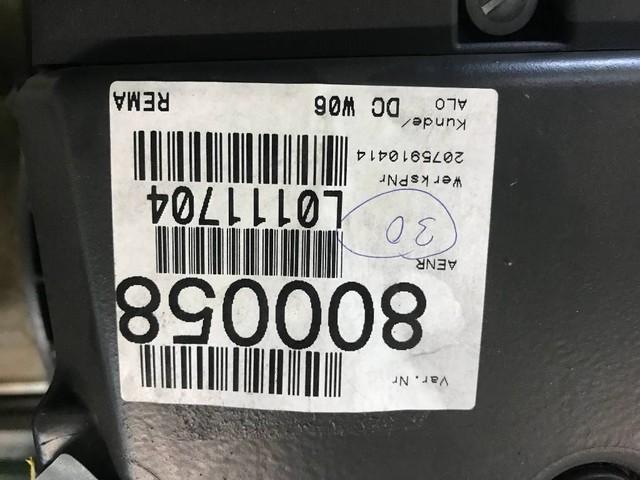 Var.Nr
800058
AENR
30
L0111704
WerksPNr
2075910414
Kunde/ DC W06 REMA
ALO